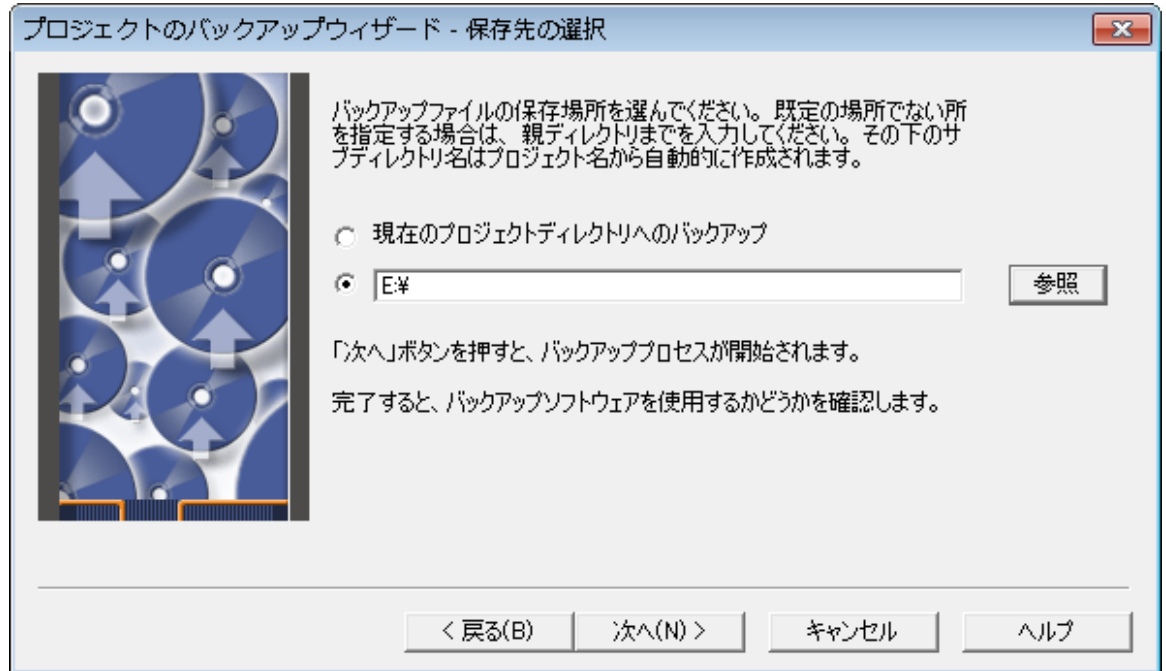 プロジェクトのバックアップウィザード - 保存先の選択
バックアップファイルの保存場所を選んでください。既定の場所でない所
を指定する場合は、親ディレクトリまでを入力してください。その下のサ
ブディレクトリ名はプロジェクト名から自動的に作成されます。
現在のプロジェクトディレクトリへのバックアップ
E:¥
参照
「次へ」ボタンを押すと、バックアッププロセスが開始されます。
完了すると、バックアップソフトウェアを使用するかどうかを確認します。
< 戻る(B)
次へ(N) >
キャンセル
ヘルプ